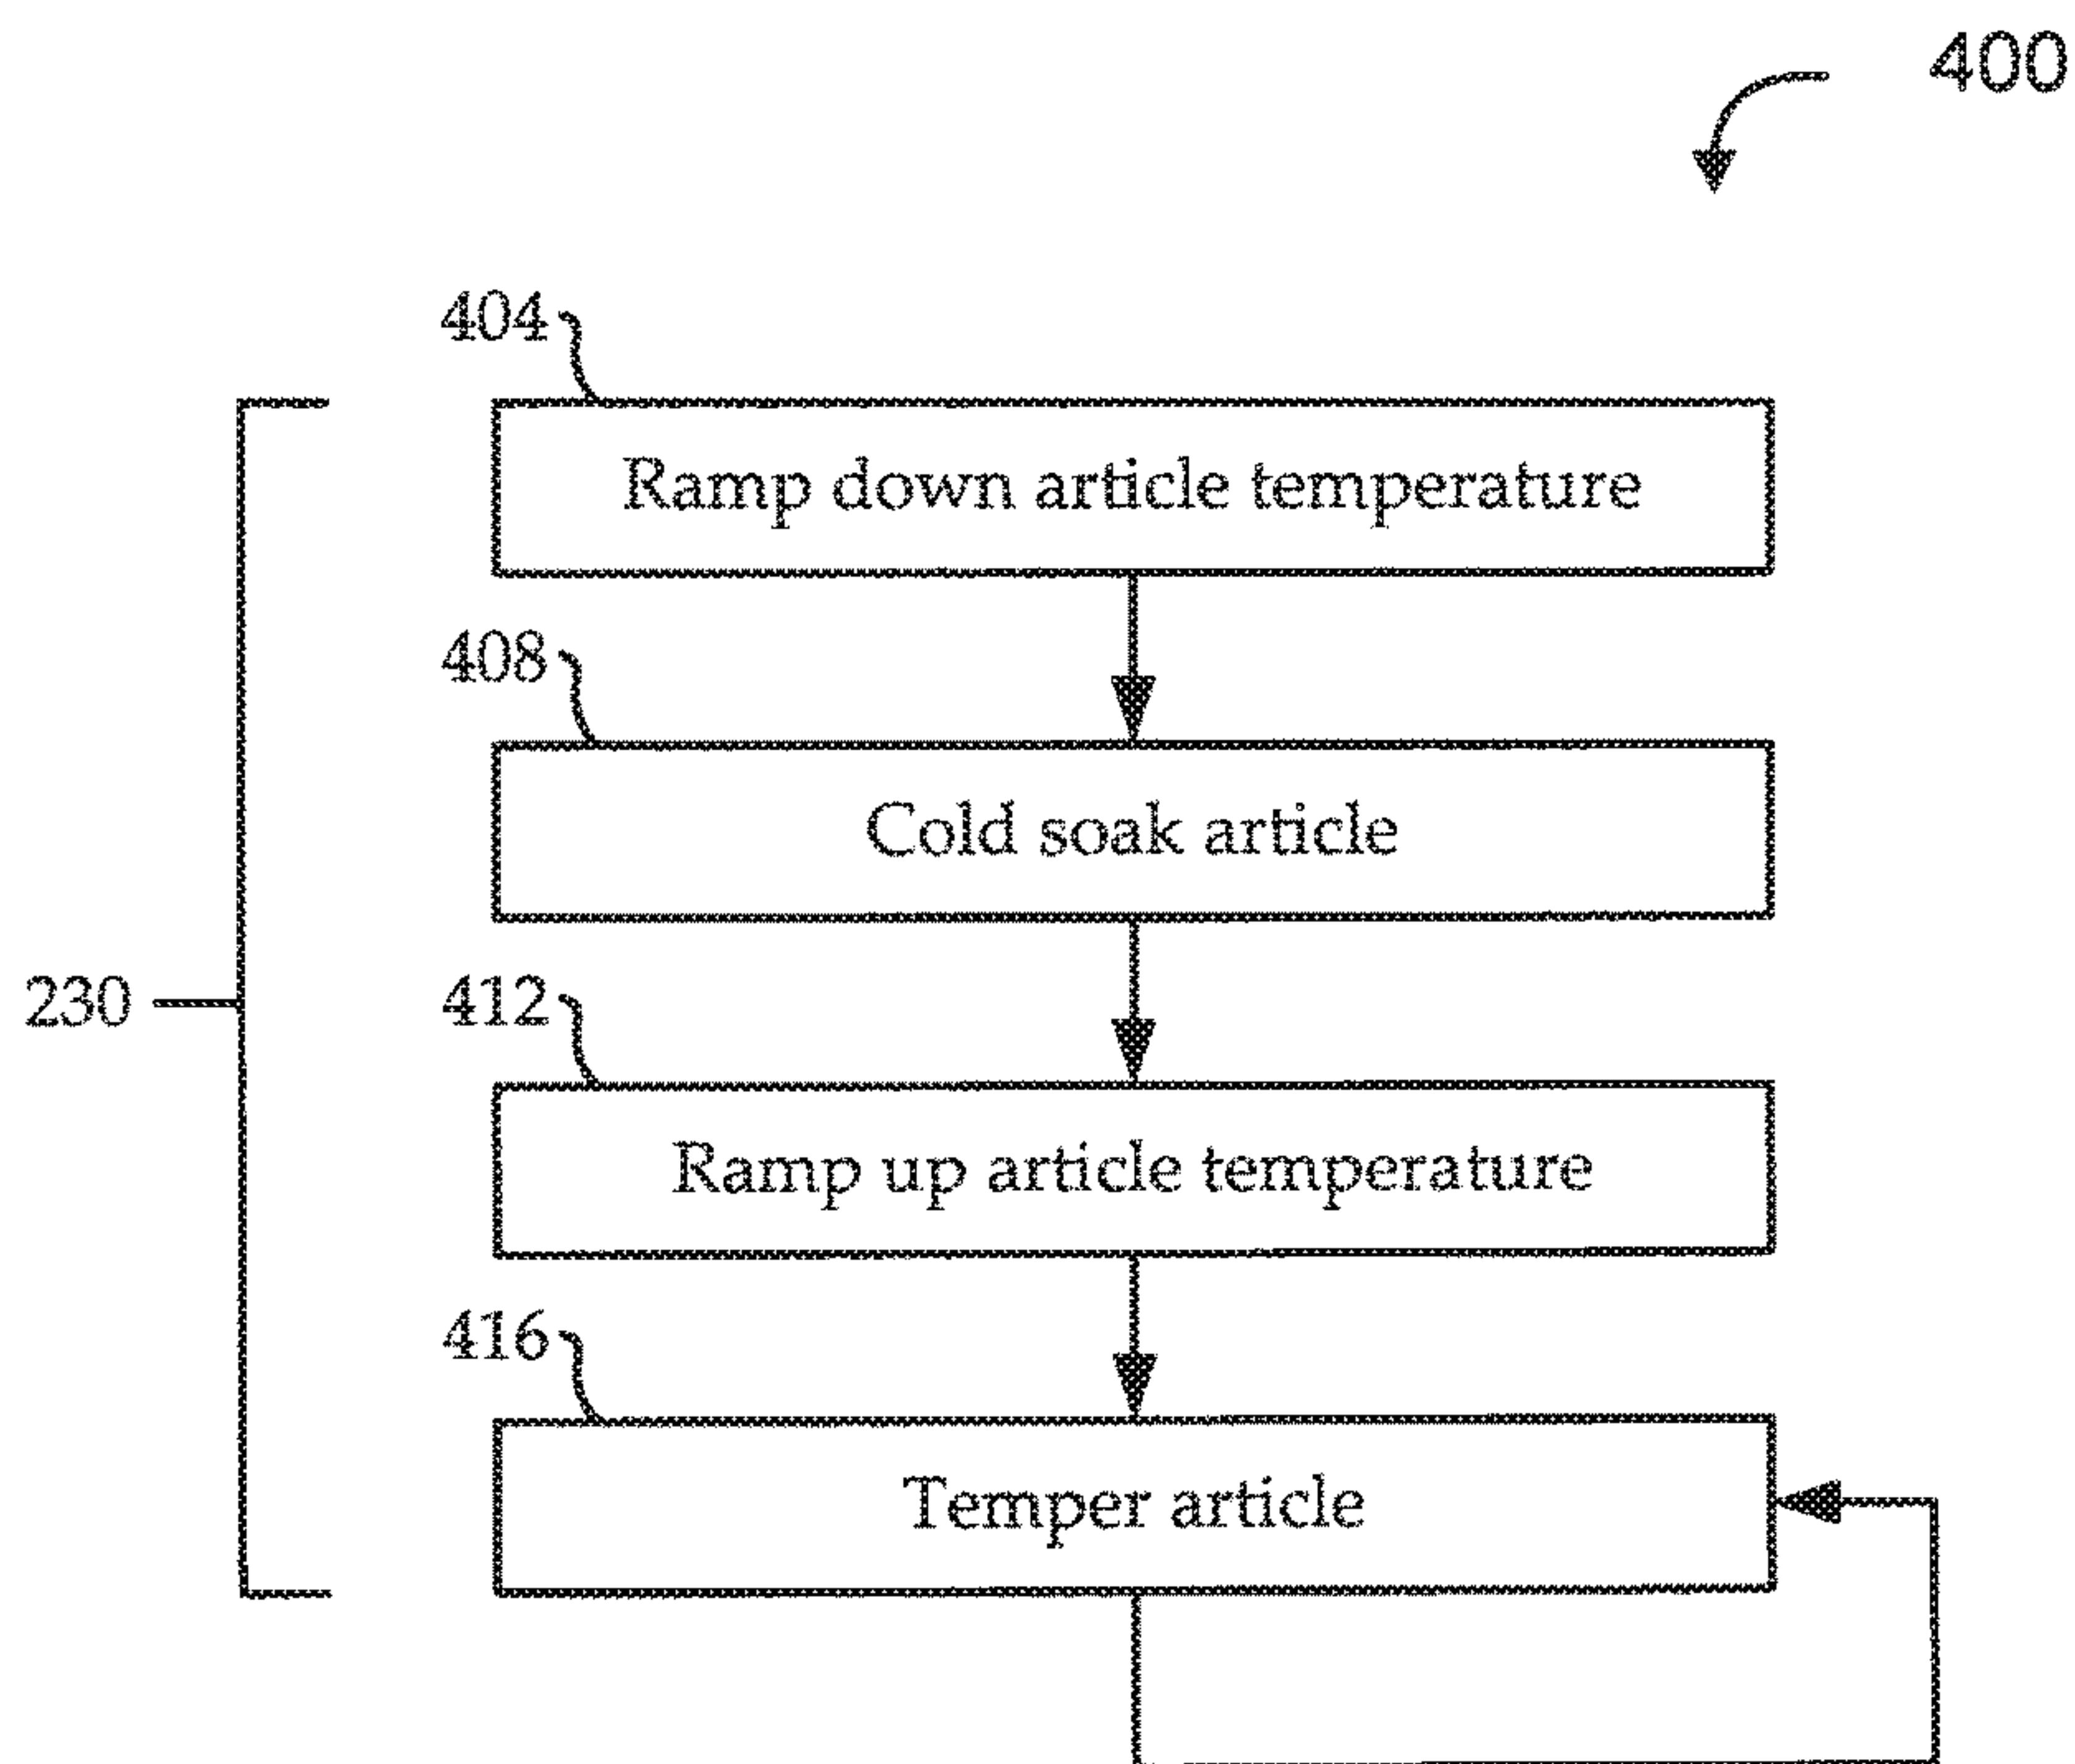 400
404
Ramp down article temperature
408
Cold soak article
230
412
Ramp up article temperature
416
Temper article